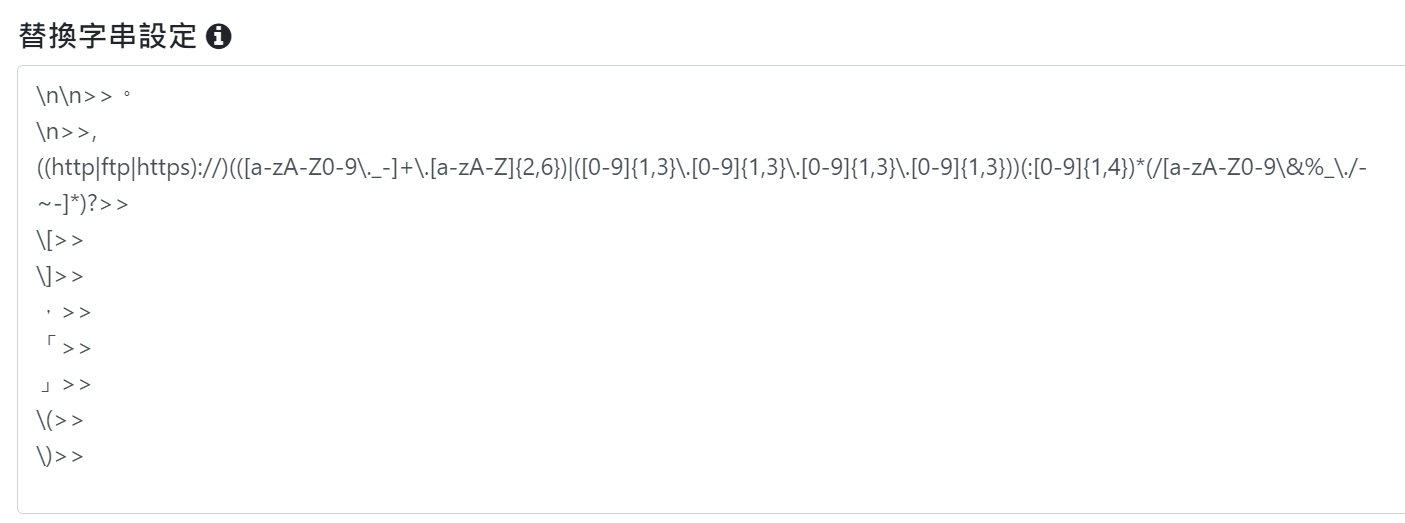 替換字串設定
\n\n>>。
\n>>,
((http|ftp|https)://)(([a-zA-Z0-9\._-]+\.[a-zA-Z]{2,6})|([0-9]{1,3}\.[0-9]{1,3}\.[0-9]{1,3}\.[0-9]{1,3}))(:[0-9]{1,4})*(/[a-zA-Z0-9\&%_\./-
~-]*)?>>
\[>>
\]>>
，>>
「>>
」>>
\(>>
\)>>